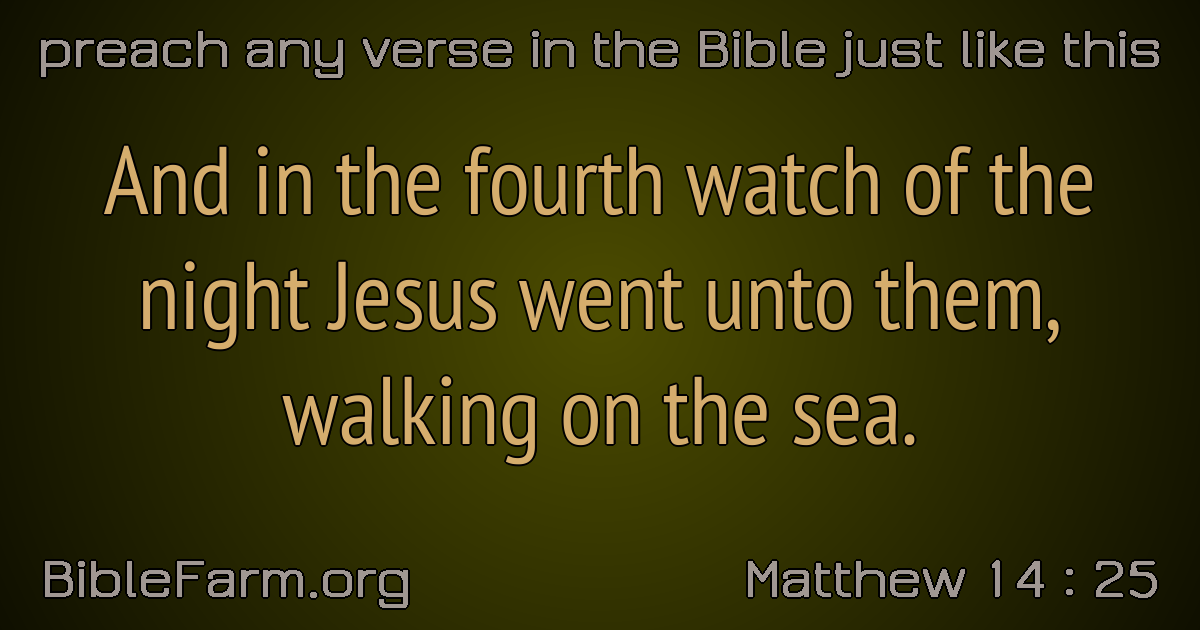 preach any verse in the Bible just like this
And in the fourth watch of the
night Jesus went unto them,
walking on the sea.
BibleFarm.org
Matthew 14 : 25